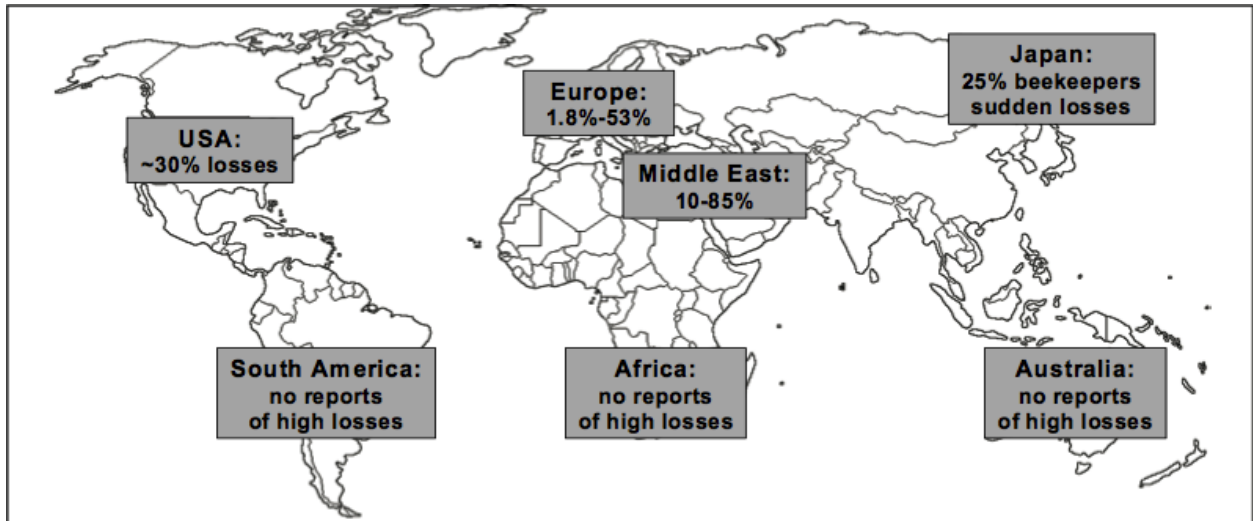 Japan:
25% beekeepers
sudden losses
Europe:
1.8%-53%
USA:
~30% losses
Middle East:
10-85%
South America:
no reports
of high losses
Africa:
no reports
of high losses
Australia:
no reports
of high losses